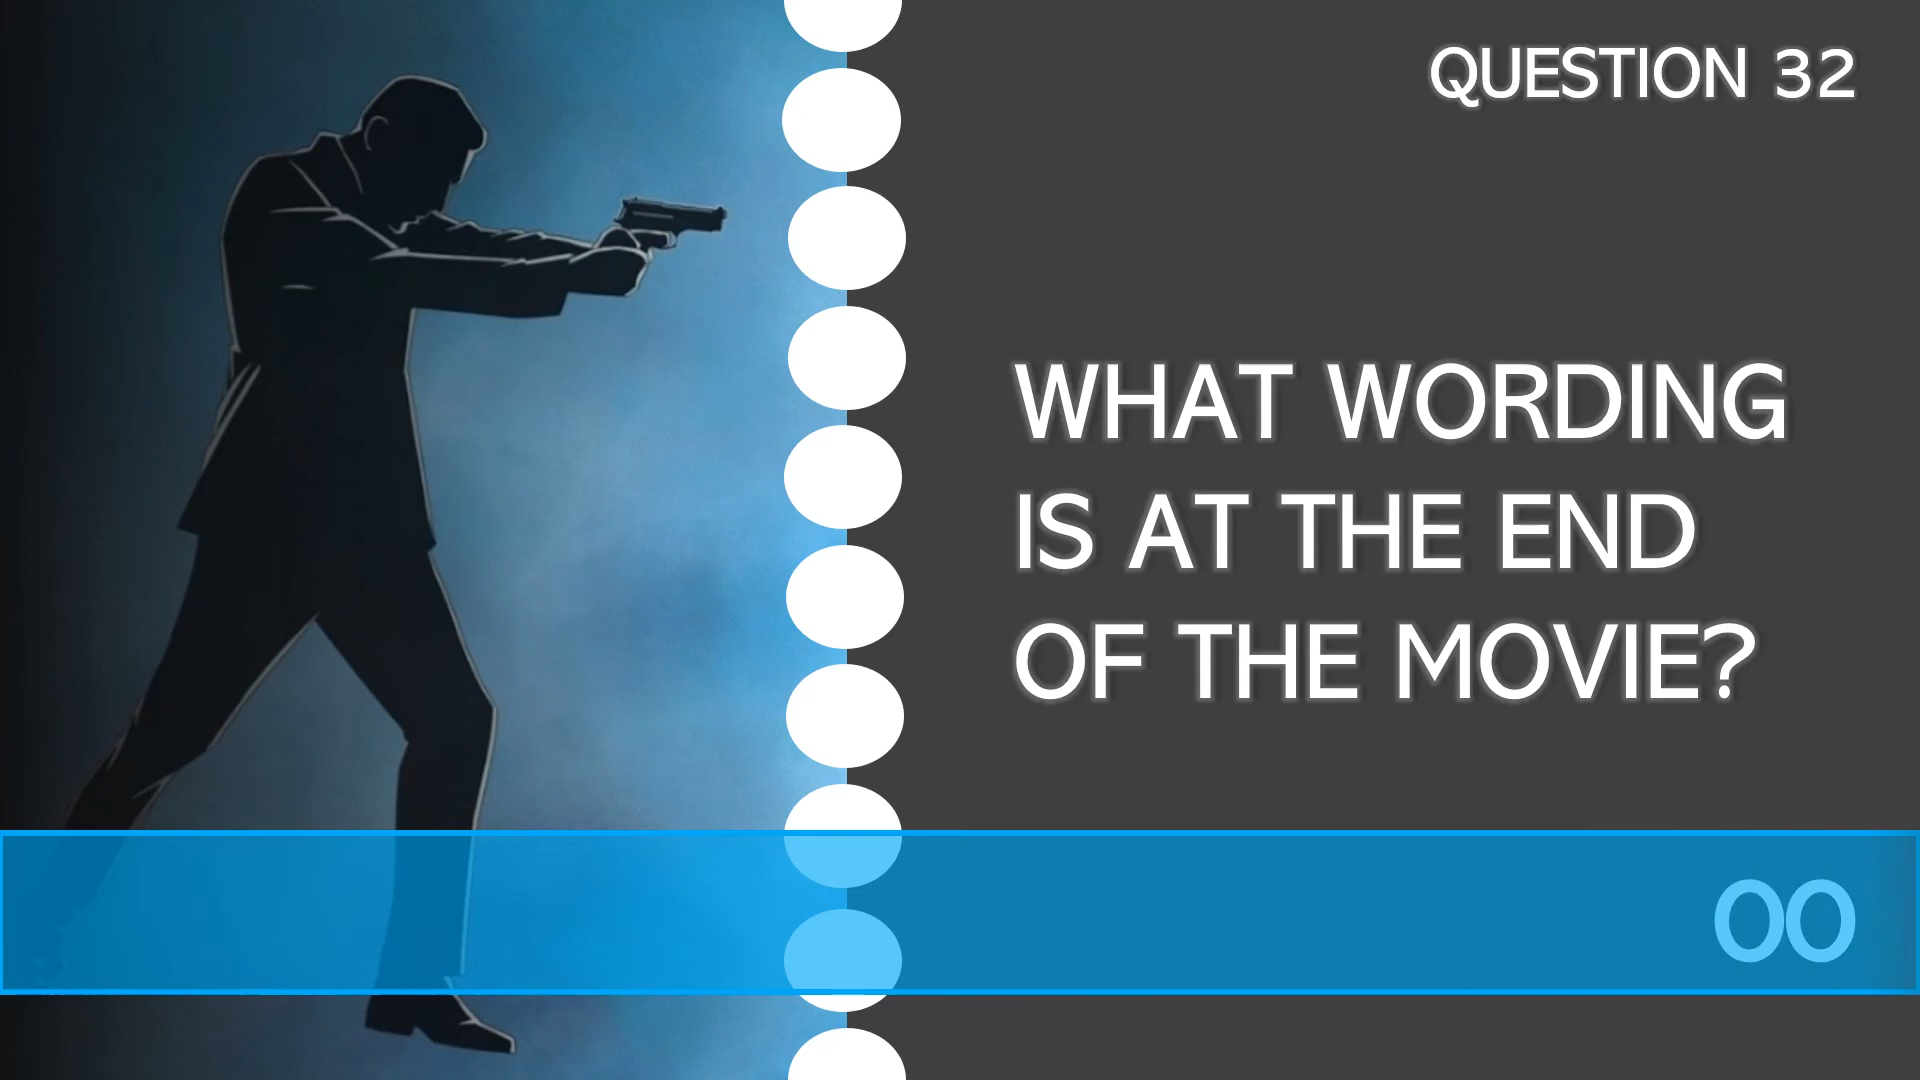 QUESTION 32
WHAT WORDING
IS AT THE END
OF THE MOVIE?
00